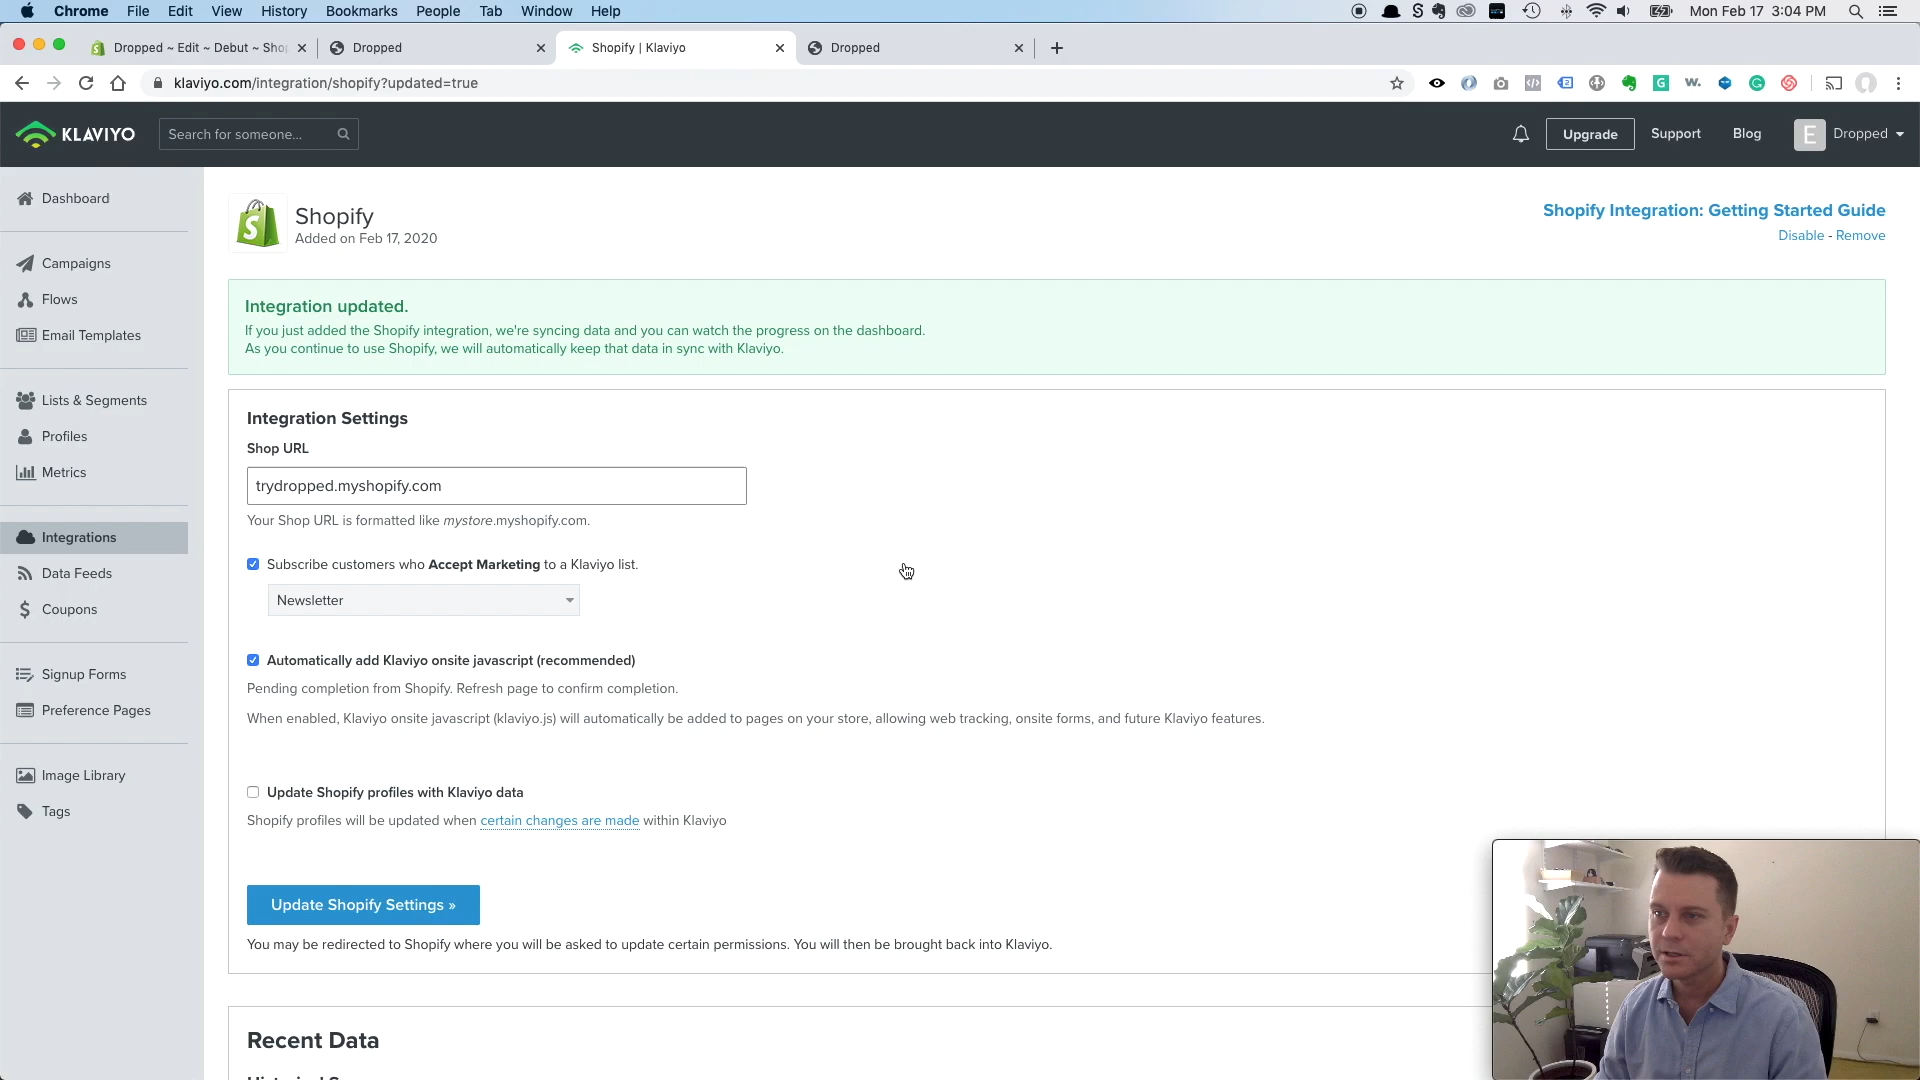 Chrome File Edit View History Bookmarks People Tab Window Help
Mon Feb 17 3:04 PM
Dropped ~ Edit ~ Debut ~ Sho
Dropped
Shopify | Klaviyo
Dropped
klaviyo.com/integration/shopify?updated=true
KLAVIYO
Search for someone...
Upgrade
Support
Blog
E
Dropped
Dashboard
Campaigns
Flows
Email Templates
Lists & Segments
Profiles
Metrics
Integrations
Data Feeds
Coupons
Signup Forms
Preference Pages
Image Library
Tags
Shopify
Added on Feb 17, 2020
Shopify Integration: Getting Started Guide
Disable - Remove
Integration updated.
If you just added the Shopify integration, we're syncing data and you can watch the progress on the dashboard.
As you continue to use Shopify, we will automatically keep that data in sync with Klaviyo.
Integration Settings
Shop URL
trydropped.myshopify.com
Your Shop URL is formatted like mystore.myshopify.com.
Subscribe customers who Accept Marketing to a Klaviyo list.
Newsletter
Automatically add Klaviyo onsite javascript (recommended)
Pending completion from Shopify. Refresh page to confirm completion.
When enabled, Klaviyo onsite javascript (klaviyo.js) will automatically be added to pages on your store, allowing web tracking, onsite forms, and future Klaviyo features.
Update Shopify profiles with Klaviyo data
Shopify profiles will be updated when certain changes are made within Klaviyo
Update Shopify Settings »
You may be redirected to Shopify where you will be asked to update certain permissions. You will then be brought back into Klaviyo.
Recent Data